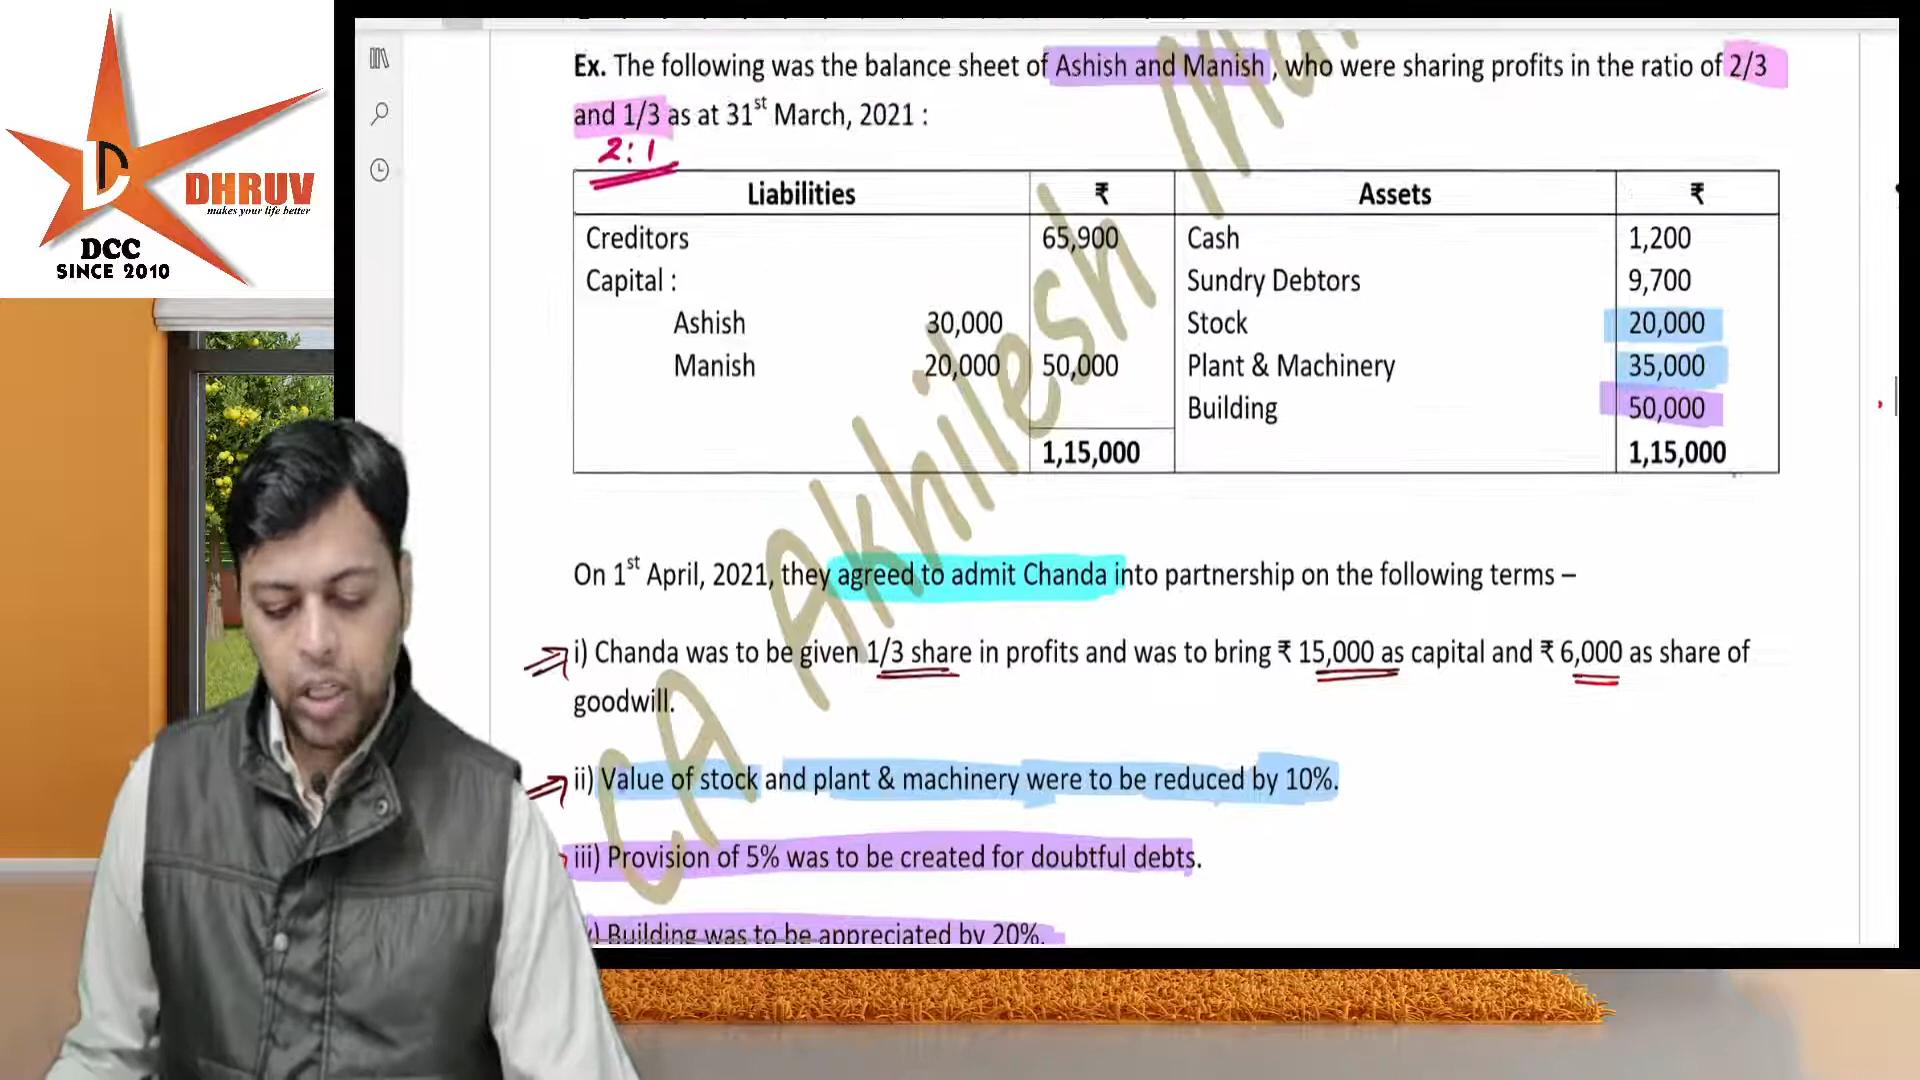 DHRUV
makes your life better
DCC
SINCE 2010
Ex. The following was the balance sheet of Ashish and Manish, who were sharing profits in the ratio of 2/3
and 1/3 as at 31st March, 2021 :
2:1
Liabilities ₹ Assets ₹
Creditors 65,900 Cash 1,200
Capital : Sundry Debtors 9,700
Ashish 30,000 Stock 20,000
Manish 20,000 50,000 Plant & Machinery 35,000
Building 50,000
1,15,000 1,15,000
On 1st April, 2021, they agreed to admit Chanda into partnership on the following terms –
i) Chanda was to be given 1/3 share in profits and was to bring ₹ 15,000 as capital and ₹ 6,000 as share of
goodwill.
ii) Value of stock and plant & machinery were to be reduced by 10%.
iii) Provision of 5% was to be created for doubtful debts.
) Building was to be appreciated by 20%.
CA Akhilesh